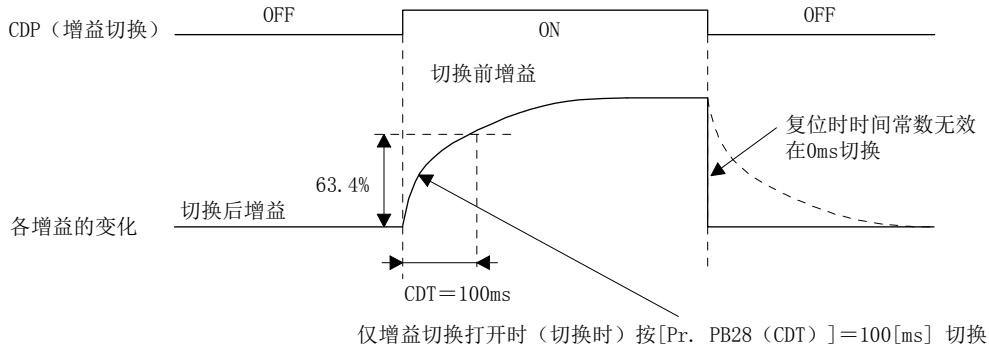 OFF
OFF
CDP（增益切换）
ON
切换前增益
复位时时间常数无效
在0ms切换
63.4%
切换后增益
各增益的变化
CDT＝100ms
仅增益切换打开时（切换时）按[Pr. PB28（CDT）]＝100[ms] 切换